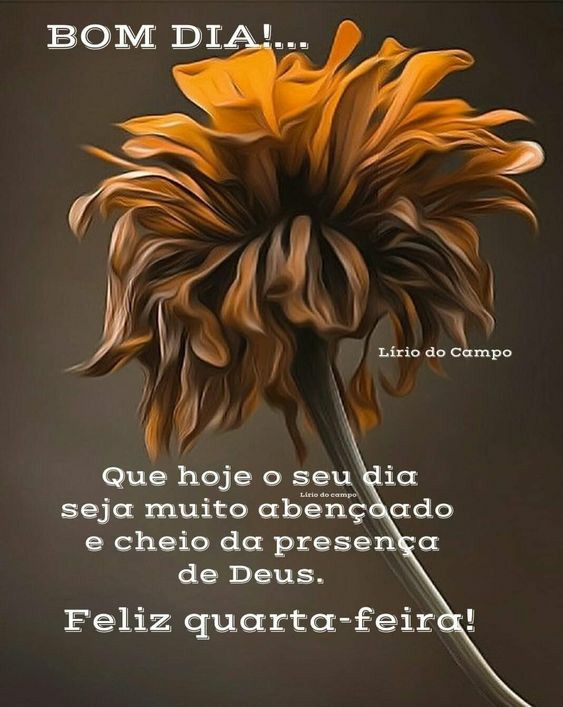 BOM DIA!...
Lírio do Campo
Que hoje o seu dia
Lírio do campo
seja muito abençoado
e cheio da presença
de Deus.
Feliz quarta-feira!